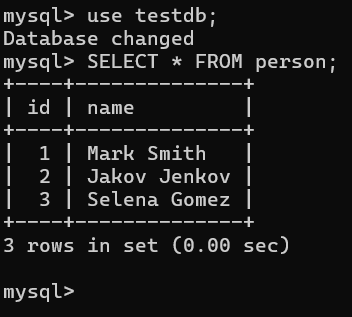 mysql> use testdb;
Database changed
mysql> SELECT * FROM person;
+----+--------------+
| id | name         |
+----+--------------+
|  1 | Mark Smith   |
|  2 | Jakov Jenkov |
|  3 | Selena Gomez |
+----+--------------+
3 rows in set (0.00 sec)

mysql>